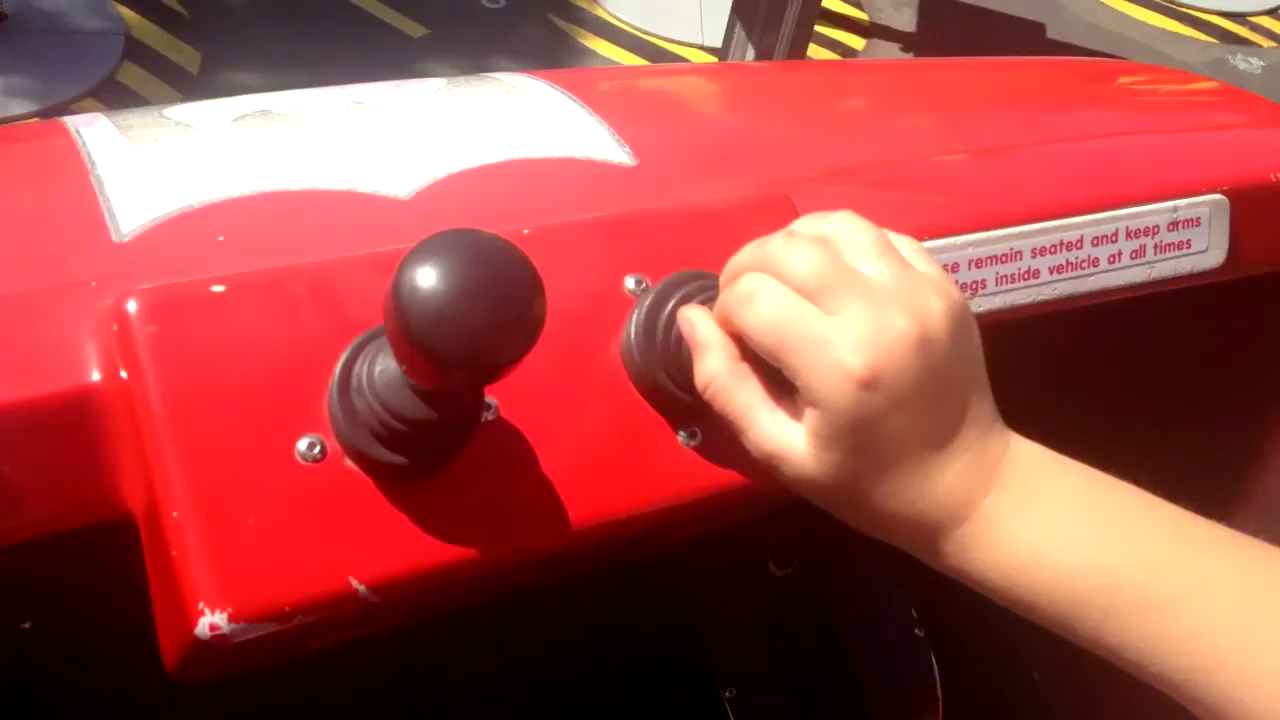 se remain seated and keep arms
legs inside vehicle at all times